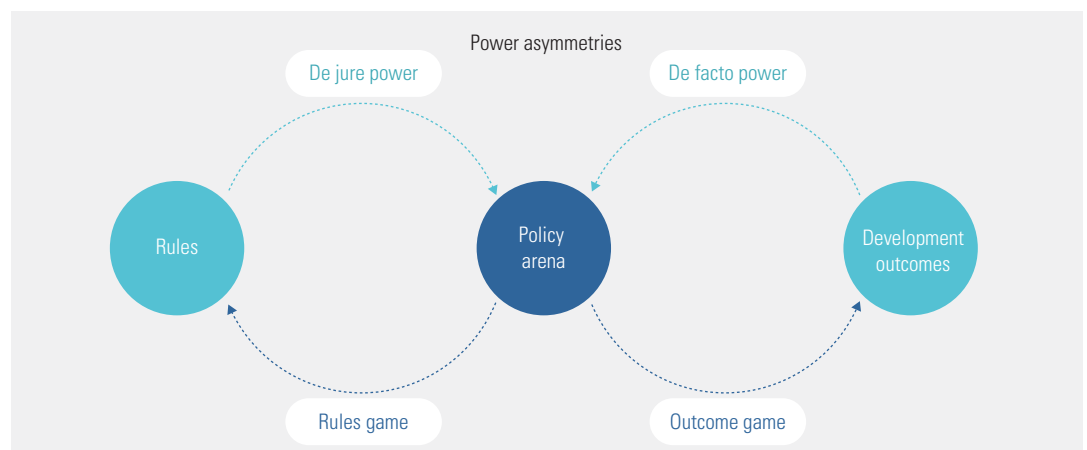 Power asymmetries
De jure power
De facto power
Rules
Policy
arena
Development
outcomes
Rules game
Outcome game